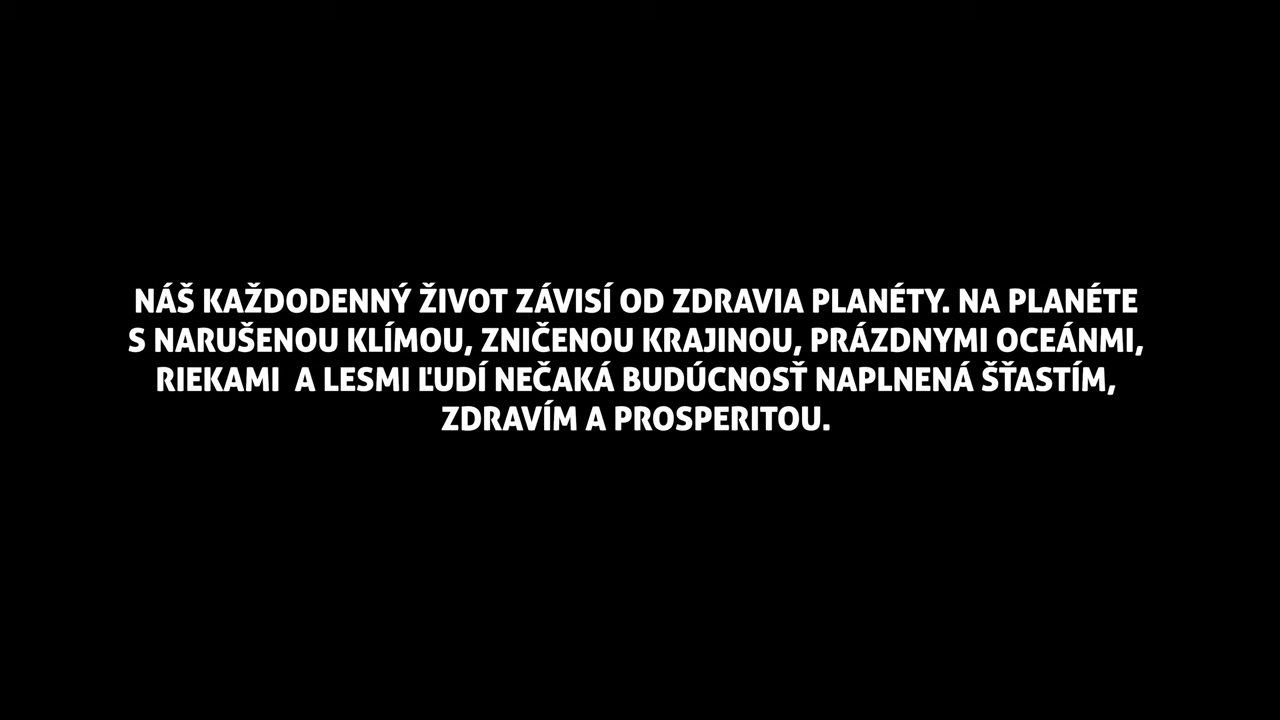 NÁŠ KAŽDODENNÝ ŽIVOT ZÁVISÍ OD ZDRAVIA PLANÉTY. NA PLANÉTE
S NARUŠENOU KLÍMOU, ZNIČENOU KRAJINOU, PRÁZDNYMI OCEÁNMI,
RIEKAMI  A LESMI ĽUDÍ NEČAKÁ BUDÚCNOSŤ NAPLNENÁ ŠŤASTÍM,
ZDRAVÍM A PROSPERITOU.